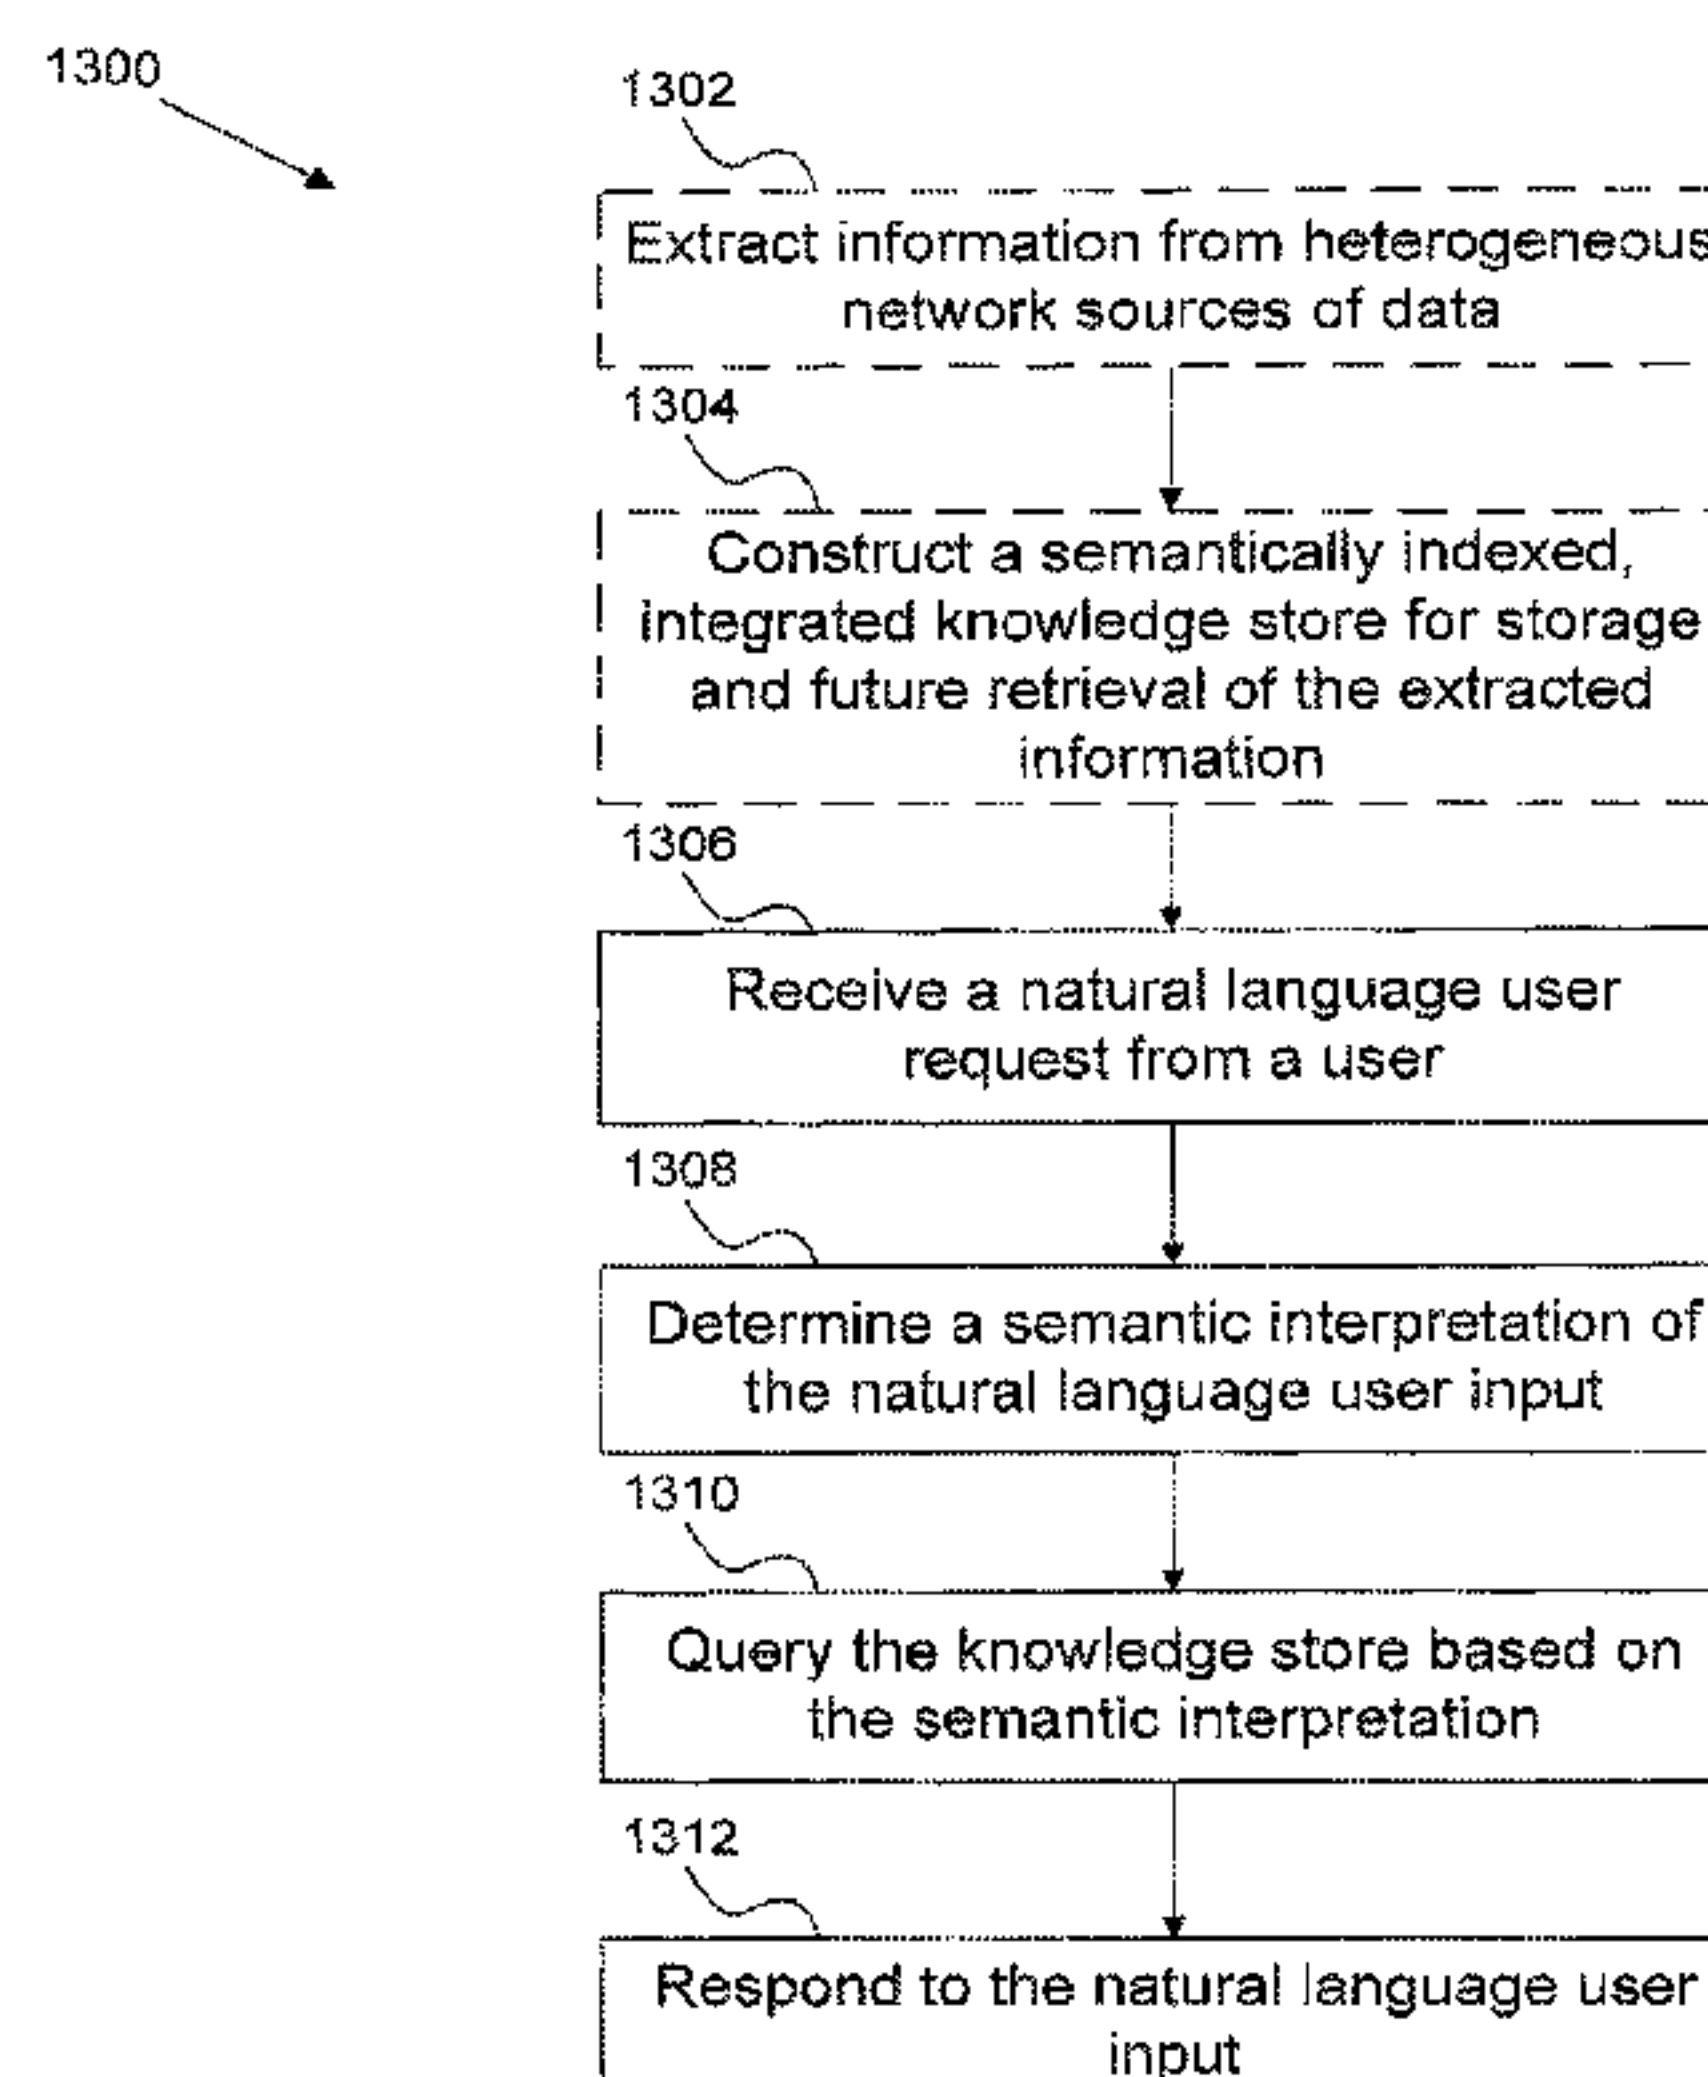 1300
1302
Extract information from heterogeneous
network sources of data
1304
Construct a semantically indexed,
integrated knowledge store for storage
and future retrieval of the extracted
information
1306
Receive a natural language user
request from a user
1308
Determine a semantic interpretation of
the natural language user input
1310
Query the knowledge store based on
the semantic interpretation
1312
Respond to the natural language user
input